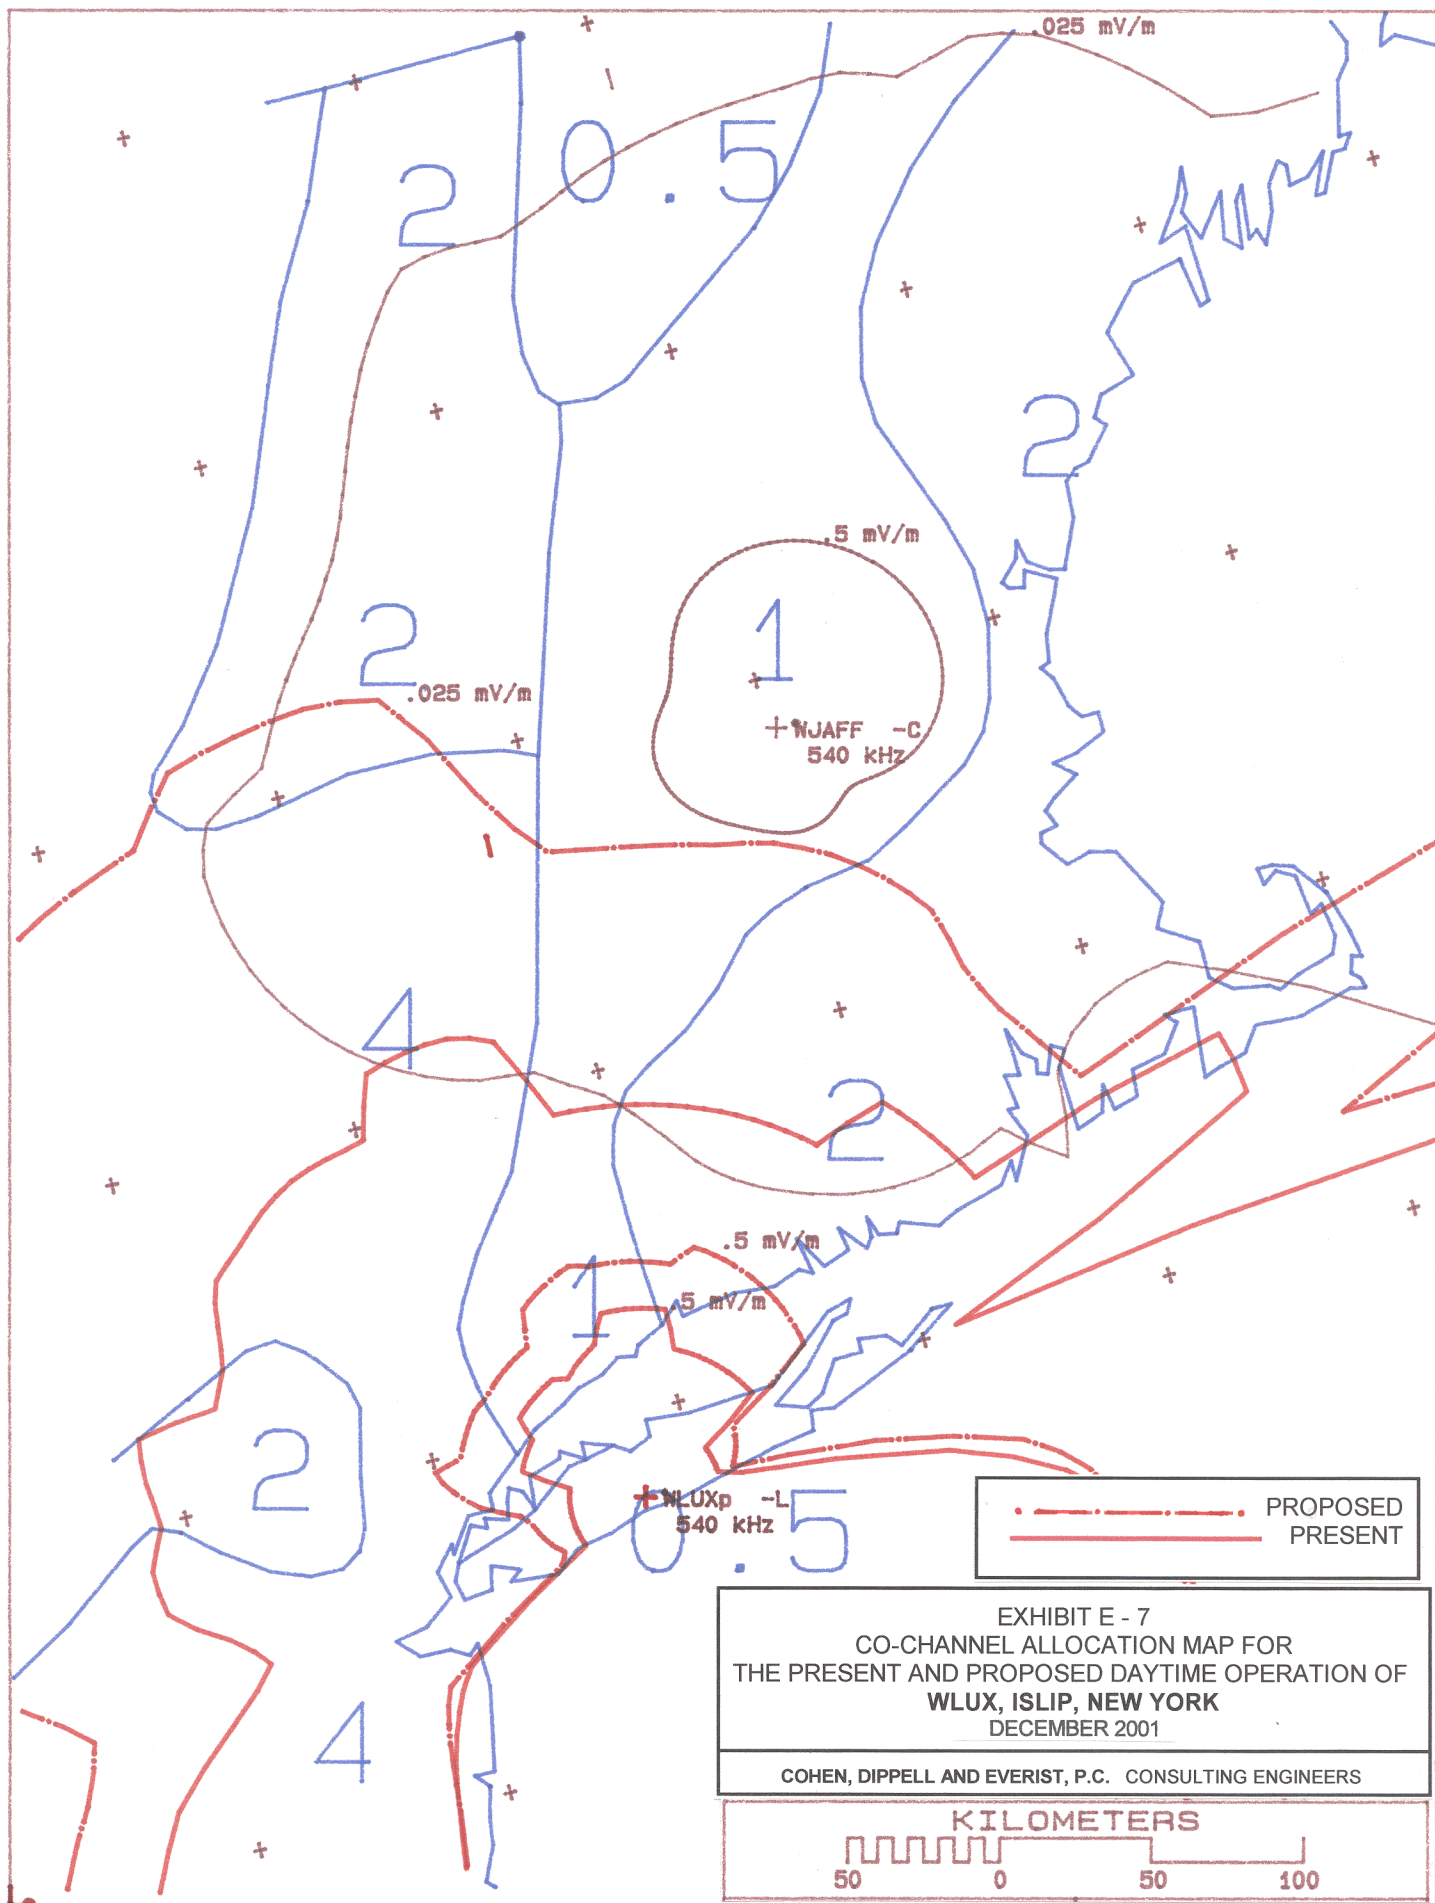 .025 mV/m
0.5
2
2
.5 mV/m
2
1
.025 mV/m
WJAFF -C
540 kHz
4
2
.5 mV/m
1
.5 mV/m
2
WLUXp -L
540 kHz
0.5
PROPOSED
PRESENT
EXHIBIT E - 7
CO-CHANNEL ALLOCATION MAP FOR
THE PRESENT AND PROPOSED DAYTIME OPERATION OF
WLUX, ISLIP, NEW YORK
DECEMBER 2001
4
COHEN, DIPPELL AND EVERIST, P.C. CONSULTING ENGINEERS
KILOMETERS
50 0 50 100